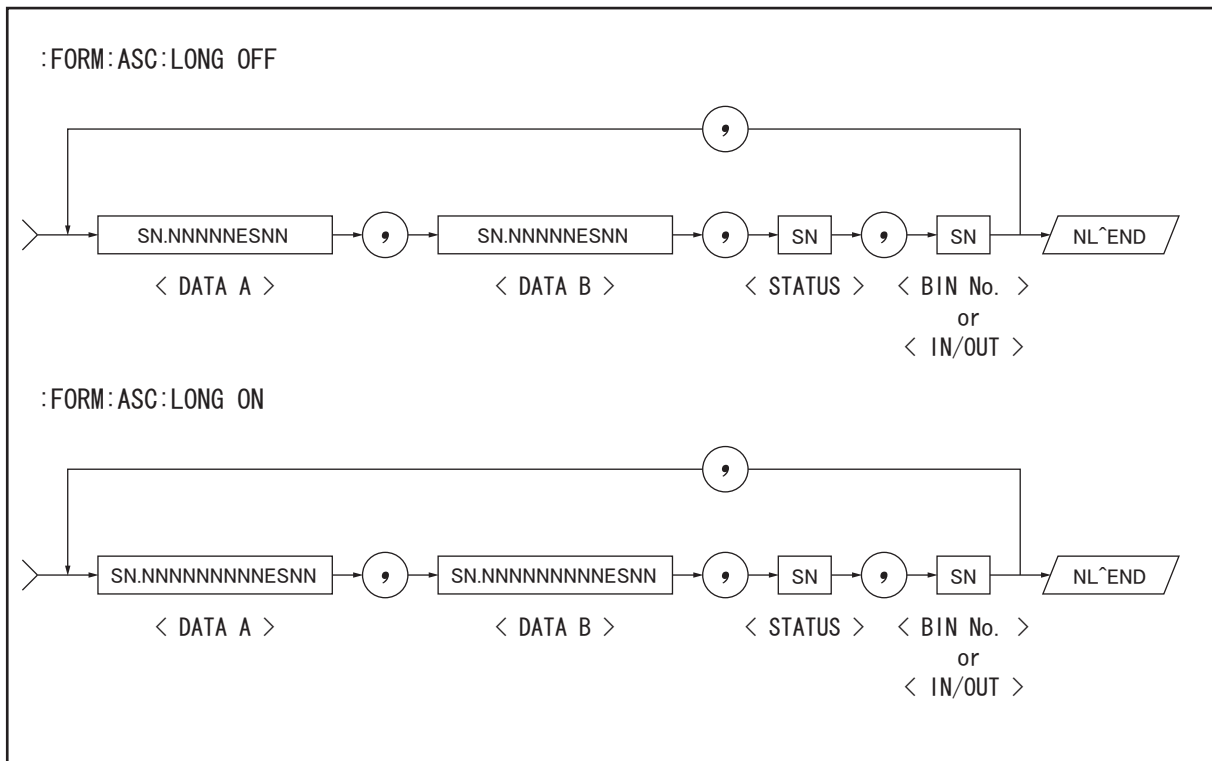 :FORM:ASC:LONG OFF
,
SN.NNNNNESNN , SN.NNNNNESNN , SN , SN NL^END
< DATA A > < DATA B > < STATUS > < BIN No. >
or
< IN/OUT >
:FORM:ASC:LONG ON
,
SN.NNNNNNNNNESNN , SN.NNNNNNNNNESNN , SN , SN NL^END
< DATA A > < DATA B > < STATUS > < BIN No. >
or
< IN/OUT >